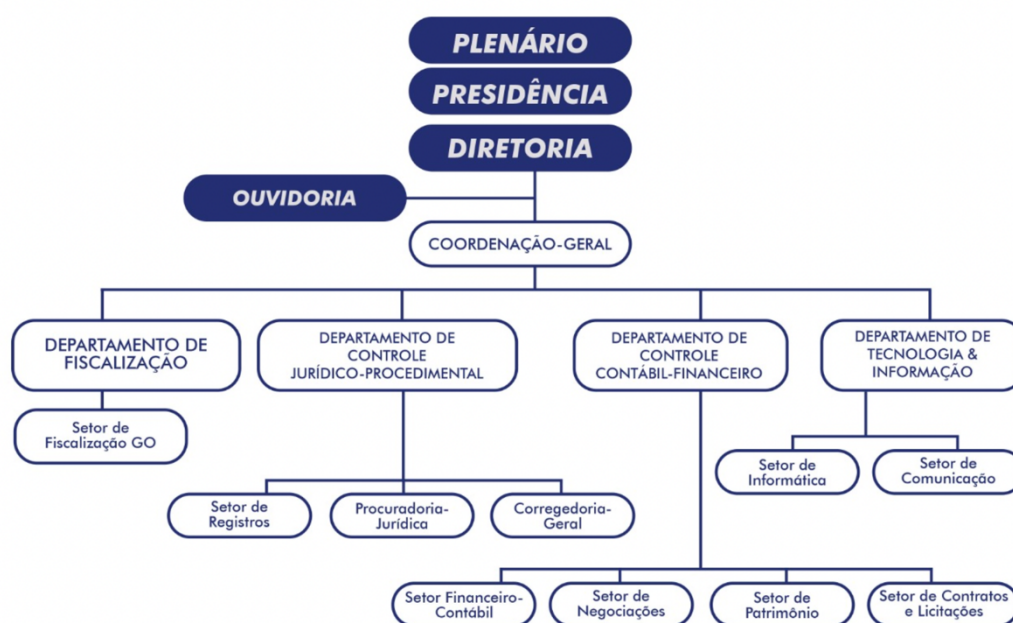 PLENÁRIO
PRESIDÊNCIA
DIRETORIA
OUVIDORIA
COORDENAÇÃO-GERAL
DEPARTAMENTO DE
FISCALIZAÇÃO
DEPARTAMENTO DE
CONTROLE
JURÍDICO-PROCEDIMENTAL
DEPARTAMENTO DE
CONTROLE
CONTÁBIL-FINANCEIRO
DEPARTAMENTO DE
TECNOLOGIA &
INFORMAÇÃO
Setor de
Fiscalização GO
Setor de
Informática
Setor de
Comunicação
Setor de
Registros
Procuradoria-
Jurídica
Corregedoria-
Geral
Setor Financeiro-
Contábil
Setor de
Negociações
Setor de
Patrimônio
Setor de Contratos
e Licitações